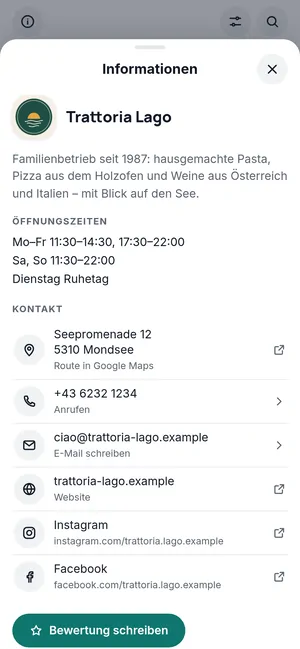 Informationen
Trattoria Lago
Familienbetrieb seit 1987: hausgemachte Pasta,
Pizza aus dem Holzofen und Weine aus Österreich
und Italien – mit Blick auf den See.
ÖFFNUNGSZEITEN
Mo–Fr 11:30–14:30, 17:30–22:00
Sa, So 11:30–22:00
Dienstag Ruhetag
KONTAKT
Seepromenade 12
5310 Mondsee
Route in Google Maps
+43 6232 1234
Anrufen
ciao@trattoria-lago.example
E-Mail schreiben
trattoria-lago.example
Website
Instagram
instagram.com/trattoria.lago.example
Facebook
facebook.com/trattoria.lago.example
Bewertung schreiben